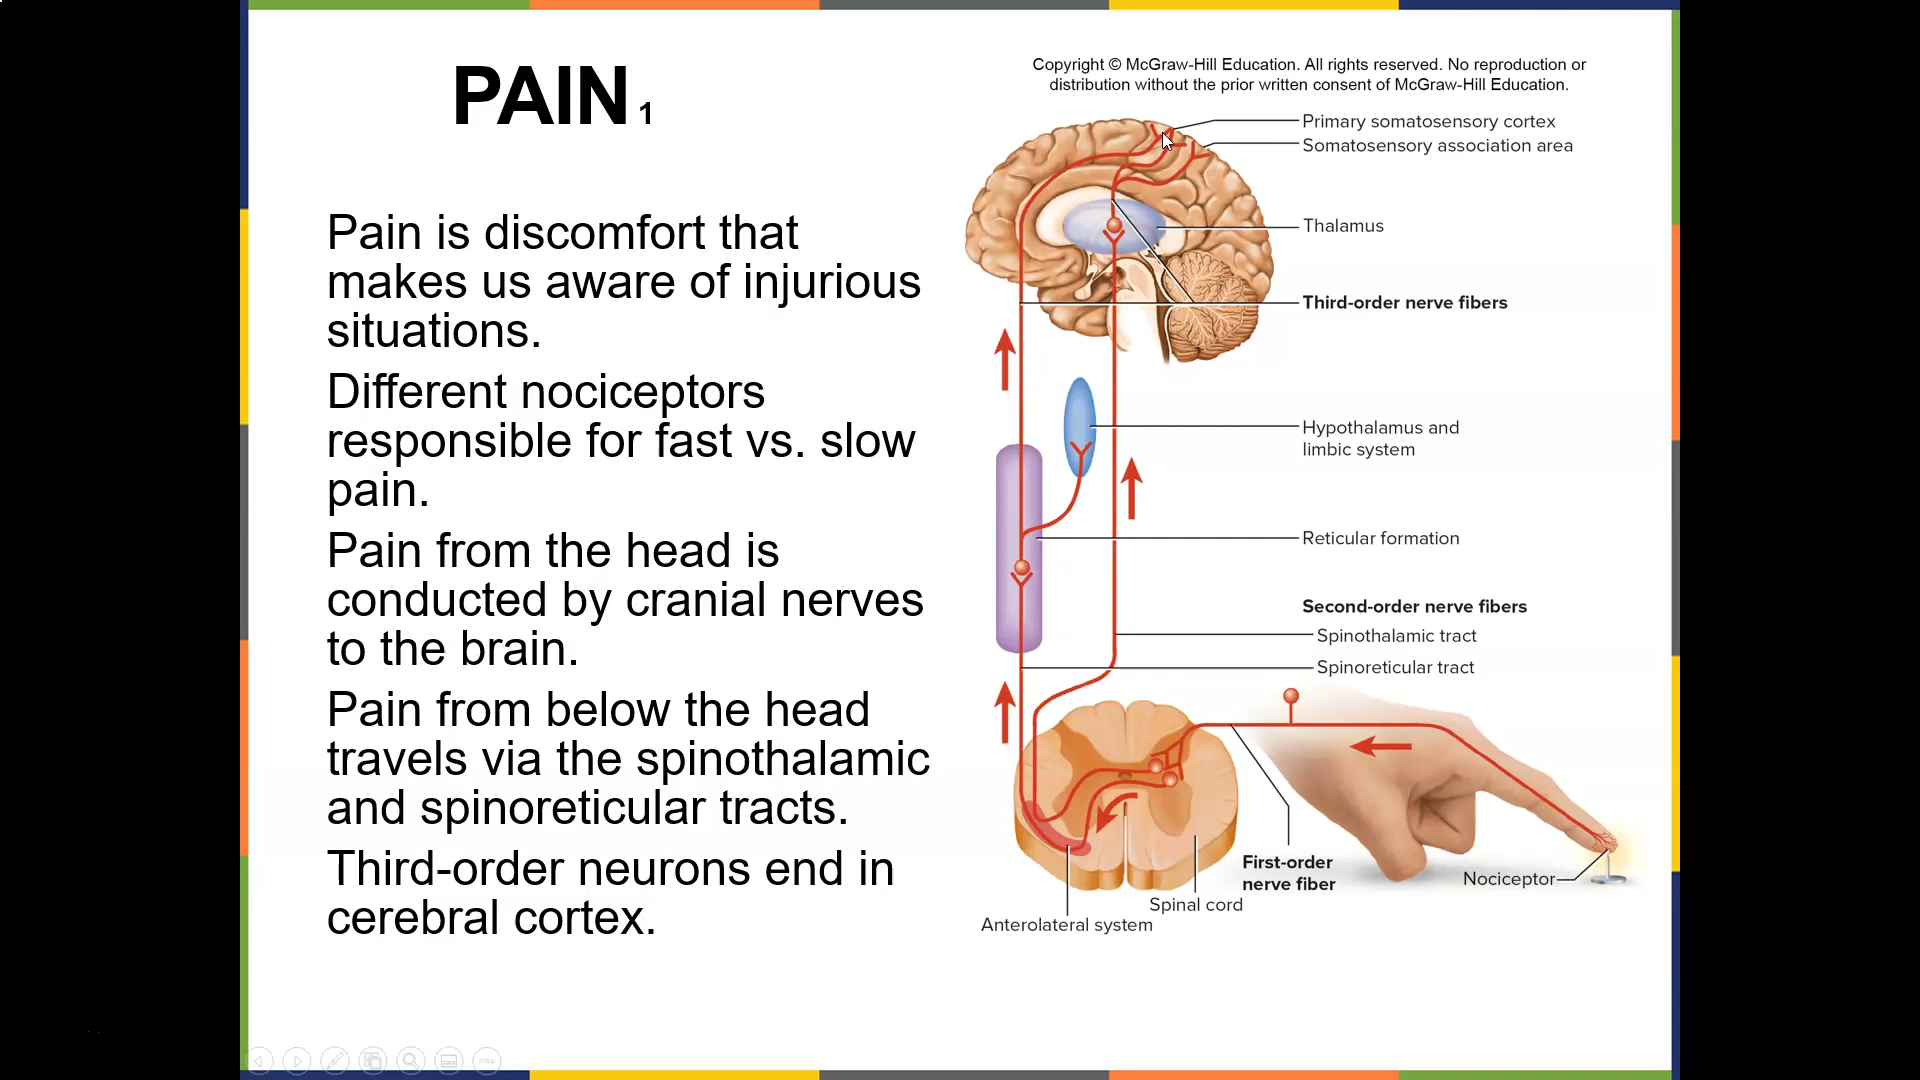 PAIN 1
Pain is discomfort that
makes us aware of injurious
situations.
Different nociceptors
responsible for fast vs. slow
pain.
Pain from the head is
conducted by cranial nerves
to the brain.
Pain from below the head
travels via the spinothalamic
and spinoreticular tracts.
Third-order neurons end in
cerebral cortex.
Copyright © McGraw-Hill Education. All rights reserved. No reproduction or
distribution without the prior written consent of McGraw-Hill Education.
Primary somatosensory cortex
Somatosensory association area
Thalamus
Third-order nerve fibers
Hypothalamus and
limbic system
Reticular formation
Second-order nerve fibers
Spinothalamic tract
Spinoreticular tract
First-order
nerve fiber
Nociceptor
Spinal cord
Anterolateral system